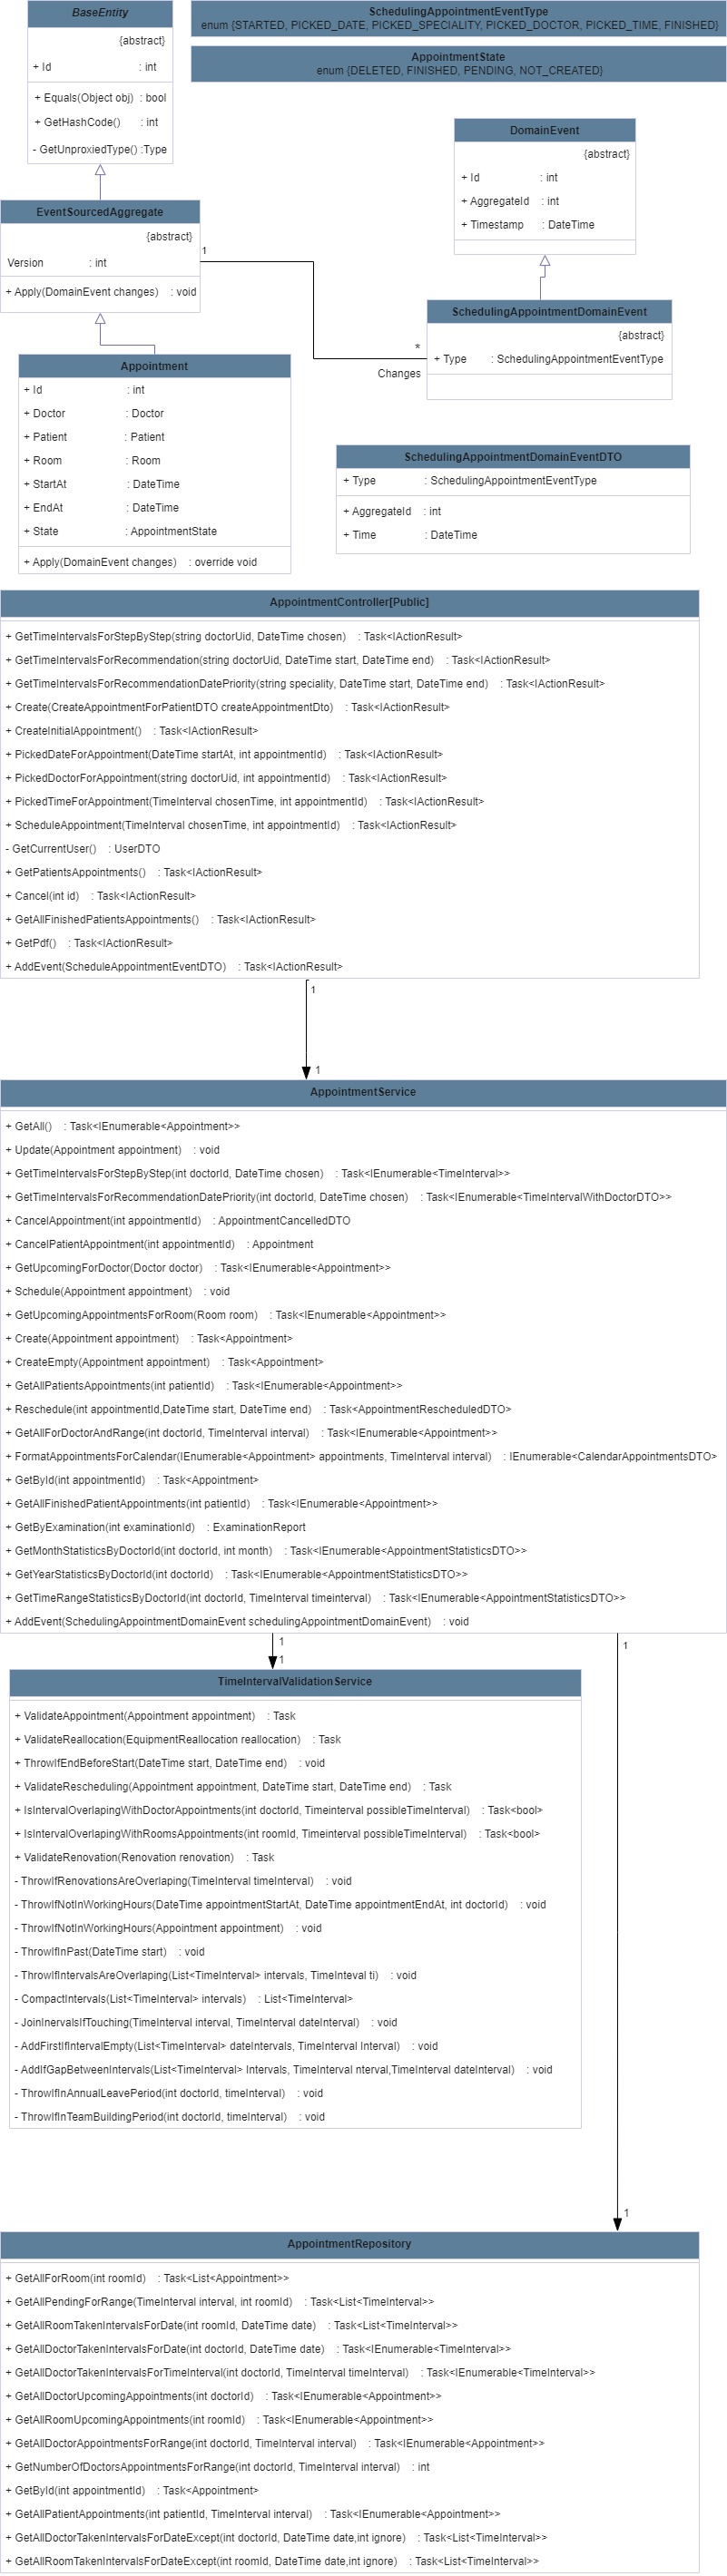 BaseEntity
{abstract}
+ Id : int
+ Equals(Object obj) : bool
+ GetHashCode() : int
- GetUnproxiedType() :Type
SchedulingAppointmentEventType
enum {STARTED, PICKED_DATE, PICKED_SPECIALITY, PICKED_DOCTOR, PICKED_TIME, FINISHED}
AppointmentState
enum {DELETED, FINISHED, PENDING, NOT_CREATED}
DomainEvent
{abstract}
+ Id : int
+ AggregateId : int
+ Timestamp : DateTime
EventSourcedAggregate
{abstract}
Version : int
+ Apply(DomainEvent changes) : void
1
*
Changes
SchedulingAppointmentDomainEvent
{abstract}
+ Type : SchedulingAppointmentEventType
Appointment
+ Id : int
+ Doctor : Doctor
+ Patient : Patient
+ Room : Room
+ StartAt : DateTime
+ EndAt : DateTime
+ State : AppointmentState
+ Apply(DomainEvent changes) : override void
SchedulingAppointmentDomainEventDTO
+ Type : SchedulingAppointmentEventType
+ AggregateId : int
+ Time : DateTime
AppointmentController[Public]
+ GetTimeIntervalsForStepByStep(string doctorUid, DateTime chosen) : Task<IActionResult>
+ GetTimeIntervalsForRecommendation(string doctorUid, DateTime start, DateTime end) : Task<IActionResult>
+ GetTimeIntervalsForRecommendationDatePriority(string speciality, DateTime start, DateTime end) : Task<IActionResult>
+ Create(CreateAppointmentForPatientDTO createAppointmentDto) : Task<IActionResult>
+ CreateInitialAppointment() : Task<IActionResult>
+ PickedDateForAppointment(DateTime startAt, int appointmentId) : Task<IActionResult>
+ PickedDoctorForAppointment(string doctorUid, int appointmentId) : Task<IActionResult>
+ PickedTimeForAppointment(TimeInterval chosenTime, int appointmentId) : Task<IActionResult>
+ ScheduleAppointment(TimeInterval chosenTime, int appointmentId) : Task<IActionResult>
- GetCurrentUser() : UserDTO
+ GetPatientsAppointments() : Task<IActionResult>
+ Cancel(int id) : Task<IActionResult>
+ GetAllFinishedPatientsAppointments() : Task<IActionResult>
+ GetPdf() : Task<IActionResult>
+ AddEvent(ScheduleAppointmentEventDTO) : Task<IActionResult>
1
1
AppointmentService
+ GetAll() : Task<IEnumerable<Appointment>>
+ Update(Appointment appointment) : void
+ GetTimeIntervalsForStepByStep(int doctorId, DateTime chosen) : Task<IEnumerable<TimeInterval>>
+ GetTimeIntervalsForRecommendationDatePriority(int doctorId, DateTime chosen) : Task<IEnumerable<TimeIntervalWithDoctorDTO>>
+ CancelAppointment(int appointmentId) : AppointmentCancelledDTO
+ CancelPatientAppointment(int appointmentId) : Appointment
+ GetUpcomingForDoctor(Doctor doctor) : Task<IEnumerable<Appointment>>
+ Schedule(Appointment appointment) : void
+ GetUpcomingAppointmentsForRoom(Room room) : Task<IEnumerable<Appointment>>
+ Create(Appointment appointment) : Task<Appointment>
+ CreateEmpty(Appointment appointment) : Task<Appointment>
+ GetAllPatientsAppointments(int patientId) : Task<IEnumerable<Appointment>>
+ Reschedule(int appointmentId,DateTime start, DateTime end) : Task<AppointmentRescheduledDTO>
+ GetAllForDoctorAndRange(int doctorId, TimeInterval interval) : Task<IEnumerable<Appointment>>
+ FormatAppointmentsForCalendar(IEnumerable<Appointment> appointments, TimeInterval interval) : IEnumerable<CalendarAppointmentsDTO>
+ GetById(int appointmentId) : Task<Appointment>
+ GetAllFinishedPatientAppointments(int patientId) : Task<IEnumerable<Appointment>>
+ GetByExamination(int examinationId) : ExaminationReport
+ GetMonthStatisticsByDoctorId(int doctorId, int month) : Task<IEnumerable<AppointmentStatisticsDTO>>
+ GetYearStatisticsByDoctorId(int doctorId) : Task<IEnumerable<AppointmentStatisticsDTO>>
+ GetTimeRangeStatisticsByDoctorId(int doctorId, TimeInterval timeinterval) : Task<IEnumerable<AppointmentStatisticsDTO>>
+ AddEvent(SchedulingAppointmentDomainEvent schedulingAppointmentDomainEvent) : void
1
1
1
TimeIntervalValidationService
+ ValidateAppointment(Appointment appointment) : Task
+ ValidateReallocation(EquipmentReallocation reallocation) : Task
+ ThrowIfEndBeforeStart(DateTime start, DateTime end) : void
+ ValidateRescheduling(Appointment appointment, DateTime start, DateTime end) : Task
+ IsIntervalOverlapingWithDoctorAppointments(int doctorId, Timeinterval possibleTimeInterval) : Task<bool>
+ IsIntervalOverlapingWithRoomsAppointments(int roomId, Timeinterval possibleTimeInterval) : Task<bool>
+ ValidateRenovation(Renovation renovation) : Task
- ThrowIfRenovationsAreOverlaping(TimeInterval timeInterval) : void
- ThrowIfNotInWorkingHours(DateTime appointmentStartAt, DateTime appointmentEndAt, int doctorId) : void
- ThrowIfNotInWorkingHours(Appointment appointment) : void
- ThrowIfInPast(DateTime start) : void
- ThrowIfIntervalsAreOverlaping(List<TimeInterval> intervals, TimeInteval ti) : void
- CompactIntervals(List<TimeInterval> intervals) : List<TimeInterval>
- JoinInervalsIfTouching(TimeInterval interval, TimeInterval dateInterval) : void
- AddFirstIfIntervalEmpty(List<TimeInterval> dateIntervals, TimeInterval Interval) : void
- AddIfGapBetweenIntervals(List<TimeInterval> Intervals, TimeInterval nterval,TimeInterval dateInterval) : void
- ThrowIfInAnnualLeavePeriod(int doctorId, timeInterval) : void
- ThrowIfInTeamBuildingPeriod(int doctorId, timeInterval) : void
1
AppointmentRepository
+ GetAllForRoom(int roomId) : Task<List<Appointment>>
+ GetAllPendingForRange(TimeInterval interval, int roomId) : Task<List<TimeInterval>>
+ GetAllRoomTakenIntervalsForDate(int roomId, DateTime date) : Task<List<TimeInterval>>
+ GetAllDoctorTakenIntervalsForDate(int doctorId, DateTime date) : Task<IEnumerable<TimeInterval>>
+ GetAllDoctorTakenIntervalsForTimeInterval(int doctorId, TimeInterval timeInterval) : Task<IEnumerable<TimeInterval>>
+ GetAllDoctorUpcomingAppointments(int doctorId) : Task<IEnumerable<Appointment>>
+ GetAllRoomUpcomingAppointments(int roomId) : Task<IEnumerable<Appointment>>
+ GetAllDoctorAppointmentsForRange(int doctorId, TimeInterval interval) : Task<IEnumerable<Appointment>>
+ GetNumberOfDoctorsAppointmentsForRange(int doctorId, TimeInterval interval) : int
+ GetById(int appointmentId) : Task<Appointment>
+ GetAllPatientAppointments(int patientId, TimeInterval interval) : Task<IEnumerable<Appointment>>
+ GetAllDoctorTakenIntervalsForDateExcept(int doctorId, DateTime date,int ignore) : Task<List<TimeInterval>>
+ GetAllRoomTakenIntervalsForDateExcept(int roomId, DateTime date,int ignore) : Task<List<TimeInterval>>